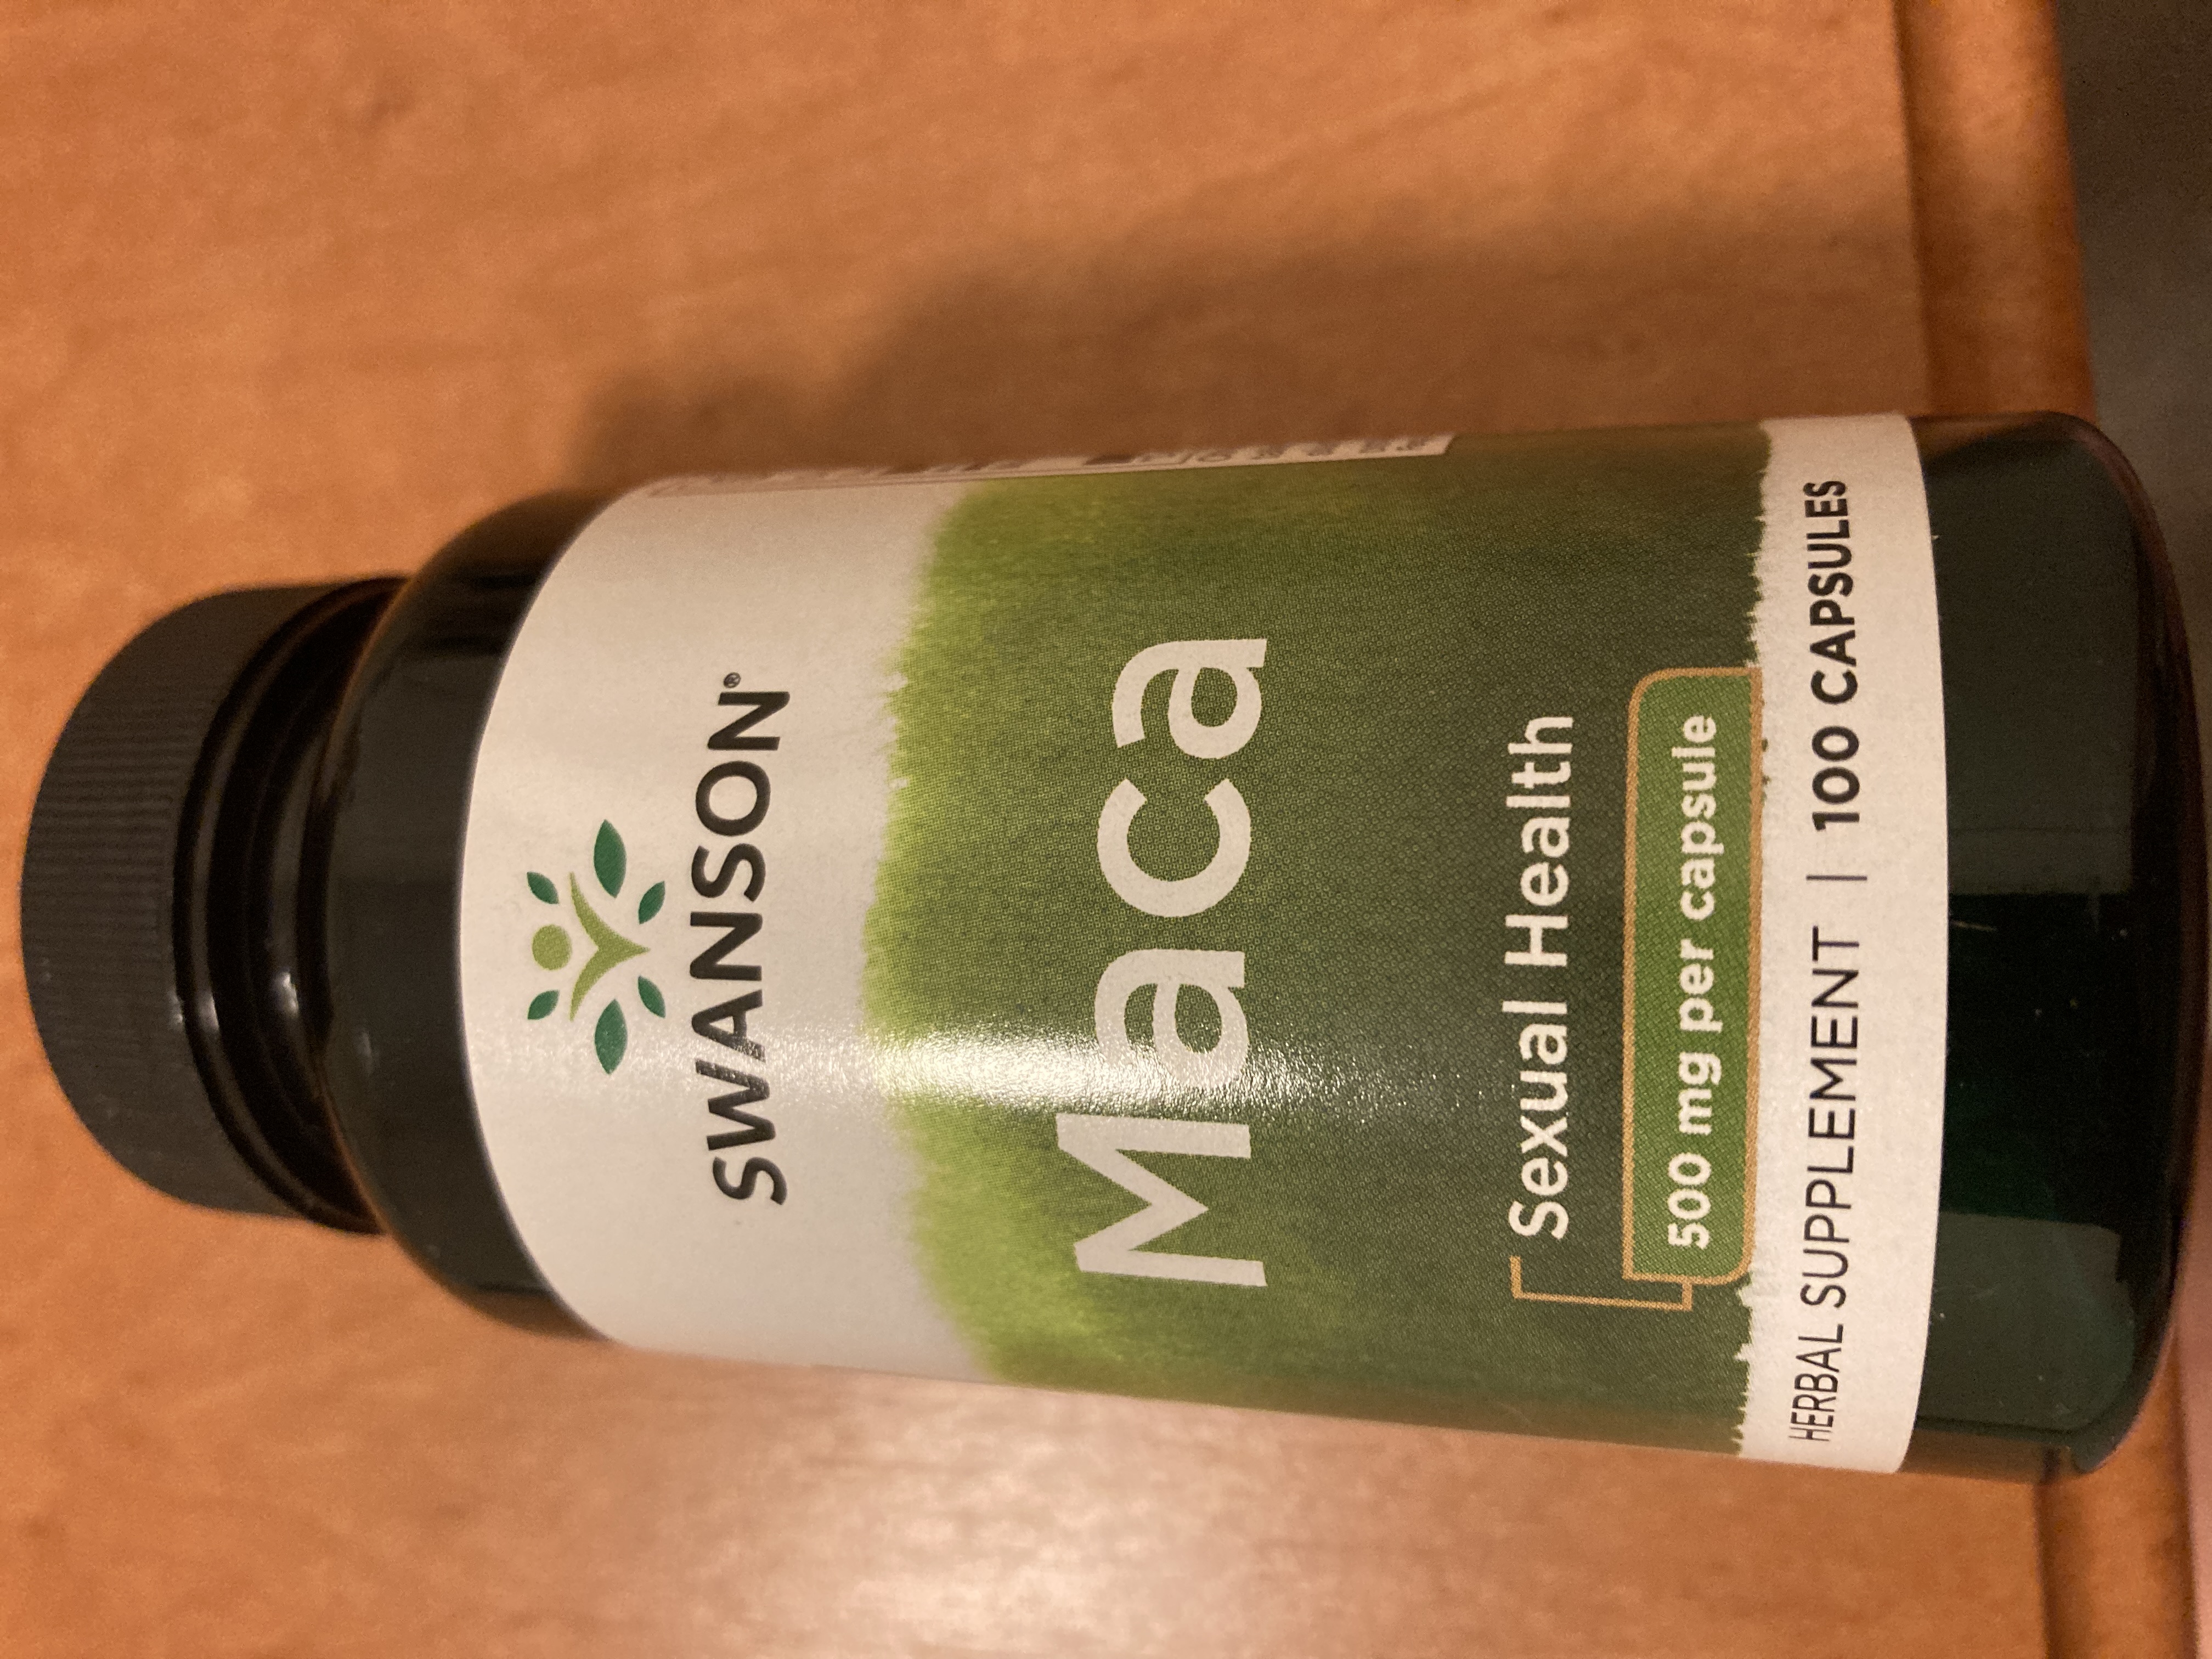 SWANSON®
Maca
Sexual Health
500 mg per capsule
HERBAL SUPPLEMENT | 100 CAPSULES